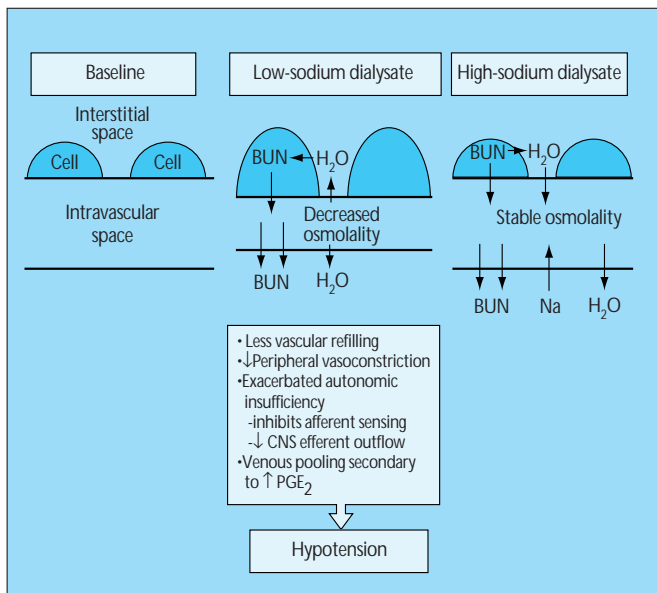 Baseline
Interstitial
space
Cell
Cell
Intravascular
space
Low-sodium dialysate
BUN
H₂O
Decreased
osmolality
BUN
H₂O
High-sodium dialysate
BUN
H₂O
Stable osmolality
BUN
Na
H₂O
• Less vascular refilling
•↓Peripheral vasoconstriction
•Exacerbated autonomic
insufficiency
-inhibits afferent sensing
-↓ CNS efferent outflow
•Venous pooling secondary
to ↑ PGE₂
Hypotension